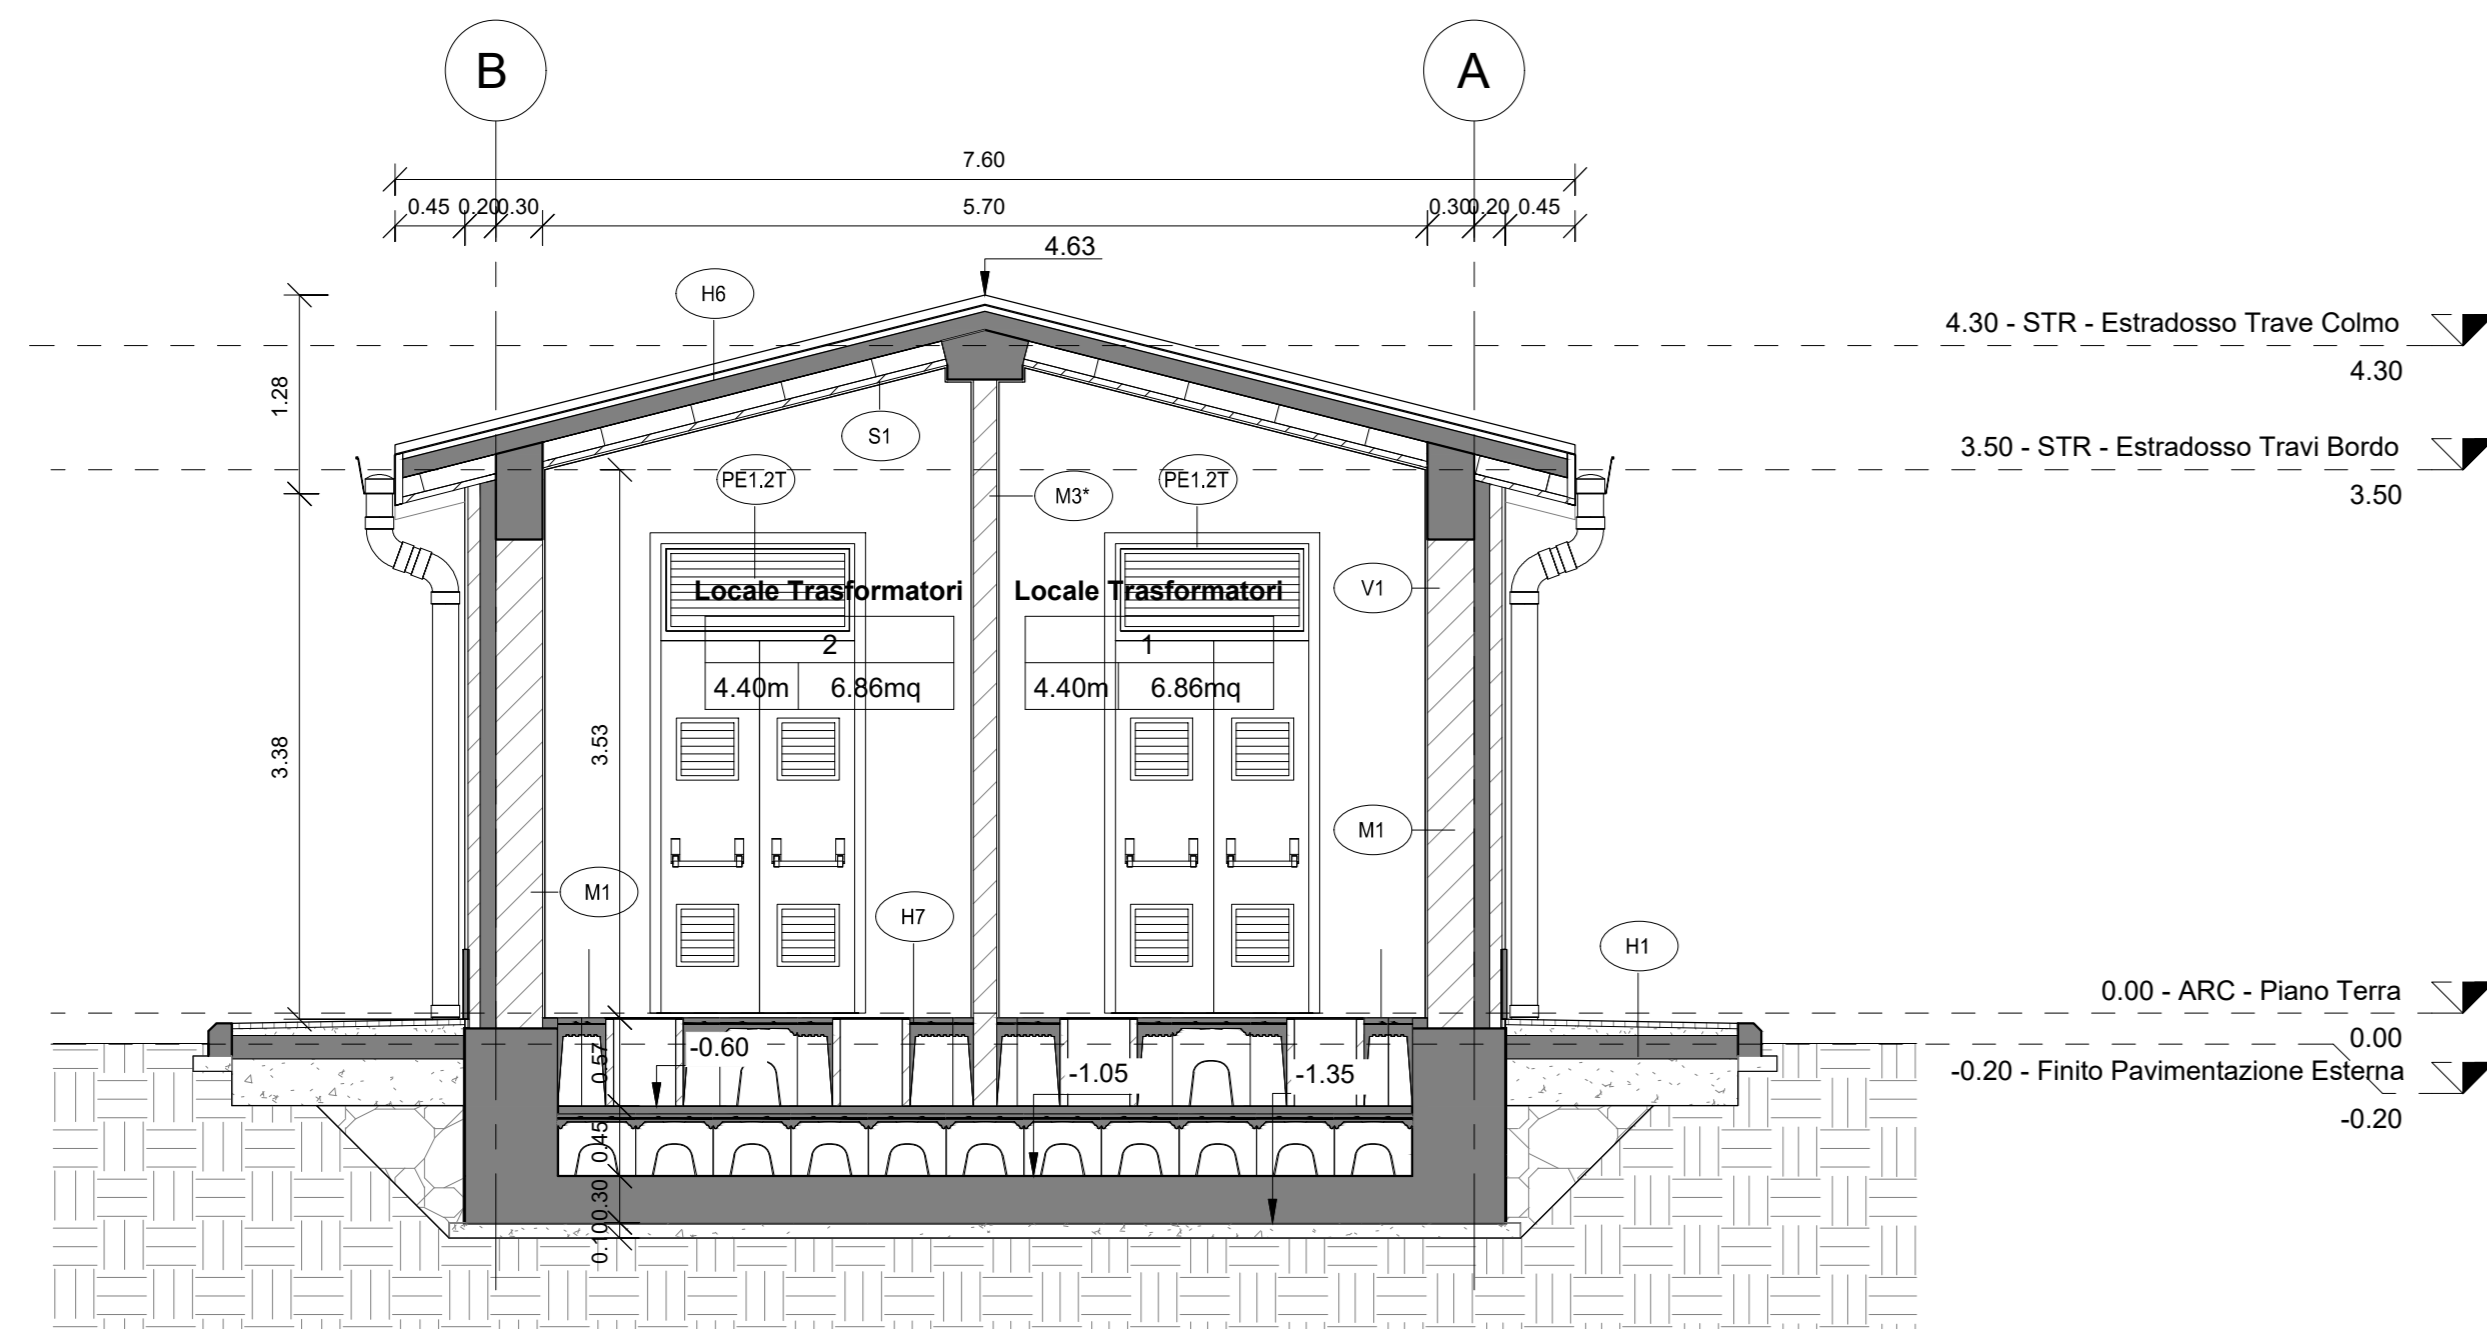 B
A
7.60
0.45 0.20 0.30 5.70 0.30 0.20 0.45
4.63
H6
4.30 - STR - Estradosso Trave Colmo
4.30
1.28
S1
3.50 - STR - Estradosso Travi Bordo
3.50
PE1.2T
M3*
PE1.2T
Locale Trasformatori
2
4.40m 6.86mq
Locale Trasformatori
1
4.40m 6.86mq
V1
3.38
3.53
M1
M1
H7
H1
0.00 - ARC - Piano Terra
0.00
-0.20 - Finito Pavimentazione Esterna
-0.20
-0.60
-1.05
-1.35
0.57
0.45
0.30
0.10